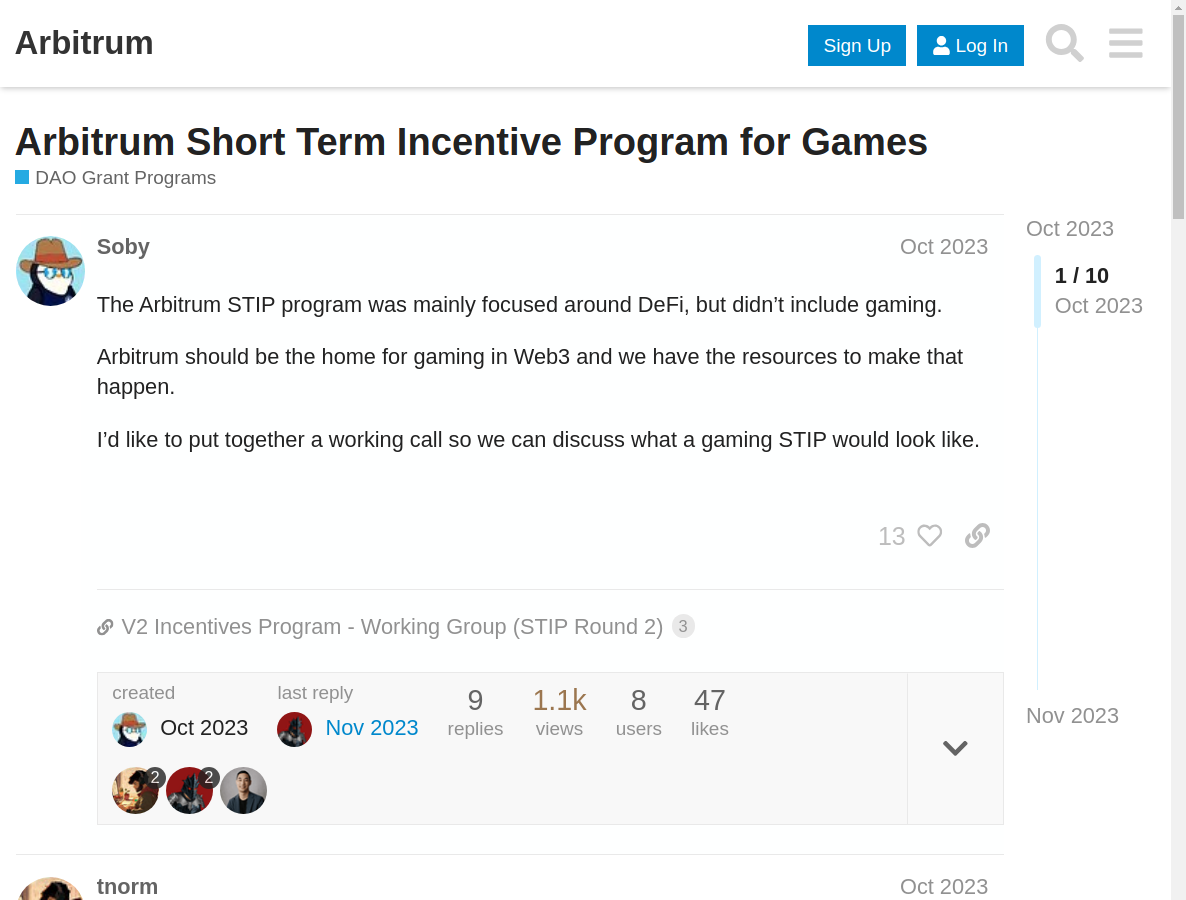 Arbitrum
Sign Up
Log In
Arbitrum Short Term Incentive Program for Games
DAO Grant Programs
Soby
Oct 2023
The Arbitrum STIP program was mainly focused around DeFi, but didn’t include gaming.
Arbitrum should be the home for gaming in Web3 and we have the resources to make that
happen.
I’d like to put together a working call so we can discuss what a gaming STIP would look like.
13
V2 Incentives Program - Working Group (STIP Round 2) 3
created
Oct 2023
last reply
Nov 2023
9
replies
1.1k
views
8
users
47
likes
2
2
Oct 2023
1 / 10
Oct 2023
Nov 2023
tnorm
Oct 2023